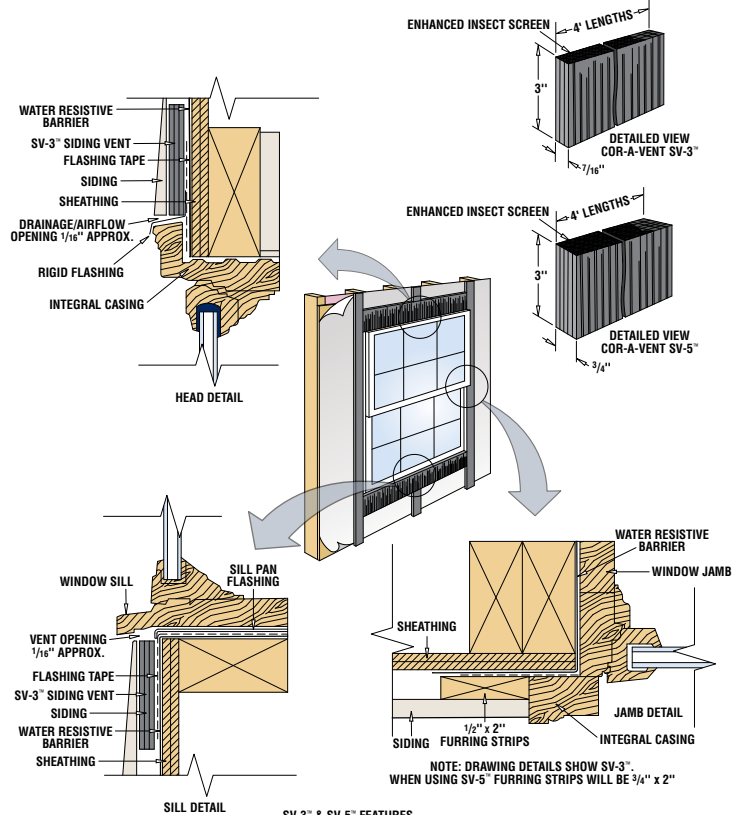 ENHANCED INSECT SCREEN
4' LENGTHS
3"
7/16"
DETAILED VIEW
COR-A-VENT SV-3™
WATER RESISTIVE
BARRIER
SV-3™ SIDING VENT
FLASHING TAPE
SIDING
SHEATHING
DRAINAGE/AIRFLOW
OPENING 1/16" APPROX.
RIGID FLASHING
INTEGRAL CASING
HEAD DETAIL
ENHANCED INSECT SCREEN
4' LENGTHS
3"
DETAILED VIEW
COR-A-VENT SV-5™
3/4"
SILL PAN
FLASHING
WINDOW SILL
VENT OPENING
1/16" APPROX.
FLASHING TAPE
SV-3™ SIDING VENT
SIDING
WATER RESISTIVE
BARRIER
SHEATHING
SILL DETAIL
WATER RESISTIVE
BARRIER
WINDOW JAMB
SHEATHING
JAMB DETAIL
SIDING
1/2" x 2"
FURRING STRIPS
INTEGRAL CASING
NOTE: DRAWING DETAILS SHOW SV-3™.
WHEN USING SV-5™ FURRING STRIPS WILL BE 3/4" x 2"
SV-3™ & SV-5™ FEATURES